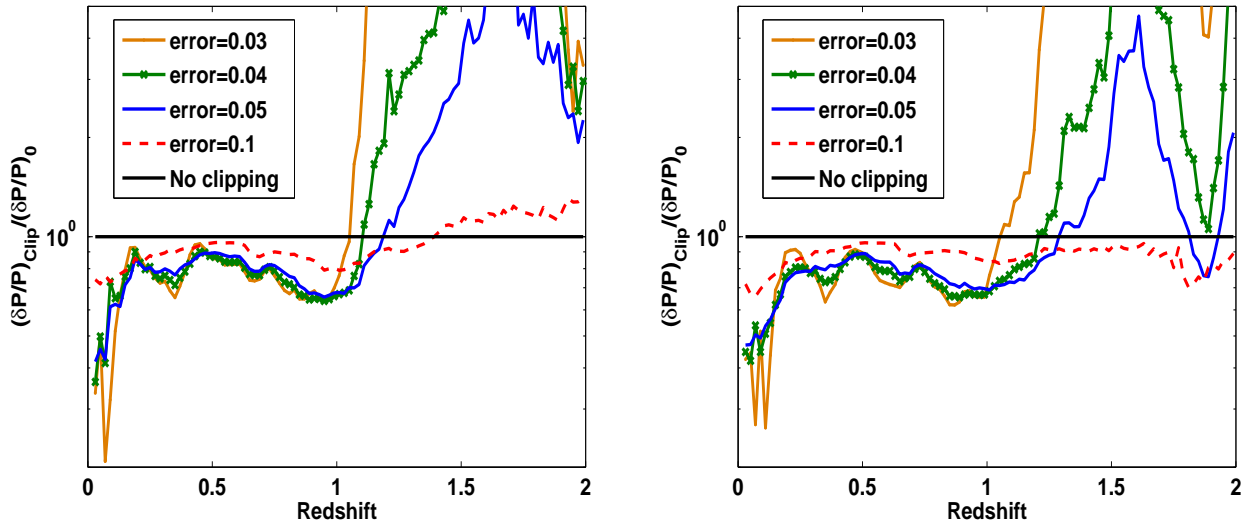 error=0.03
error=0.04
error=0.05
error=0.1
No clipping
(δP/P)Clip/(δP/P)0
10^0
0 0.5 1 1.5 2
Redshift
error=0.03
error=0.04
error=0.05
error=0.1
No clipping
(δP/P)Clip/(δP/P)0
10^0
0 0.5 1 1.5 2
Redshift